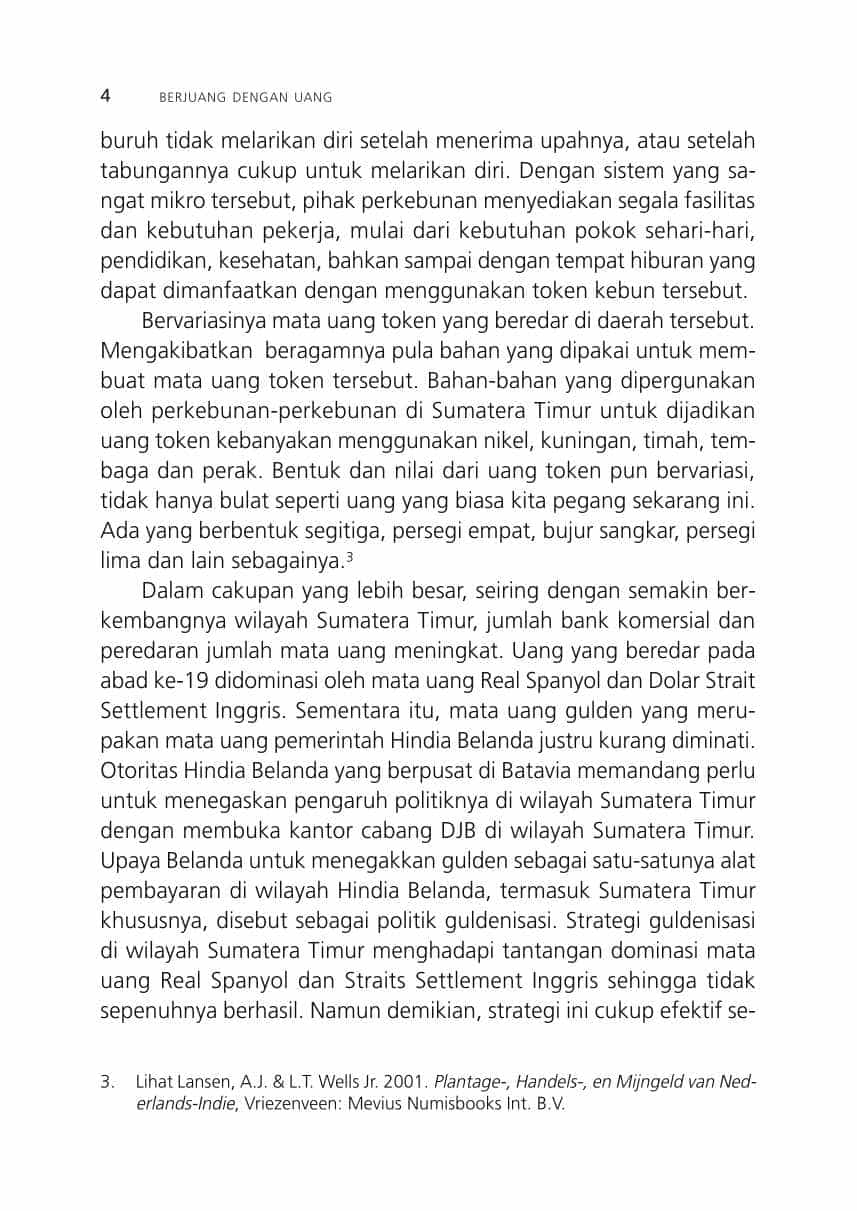 4 BERJUANG DENGAN UANG
buruh tidak melarikan diri setelah menerima upahnya, atau setelah
tabungannya cukup untuk melarikan diri. Dengan sistem yang sa-
ngat mikro tersebut, pihak perkebunan menyediakan segala fasilitas
dan kebutuhan pekerja, mulai dari kebutuhan pokok sehari-hari,
pendidikan, kesehatan, bahkan sampai dengan tempat hiburan yang
dapat dimanfaatkan dengan menggunakan token kebun tersebut.
Bervariasinya mata uang token yang beredar di daerah tersebut.
Mengakibatkan  beragamnya pula bahan yang dipakai untuk mem-
buat mata uang token tersebut. Bahan-bahan yang dipergunakan
oleh perkebunan-perkebunan di Sumatera Timur untuk dijadikan
uang token kebanyakan menggunakan nikel, kuningan, timah, tem-
baga dan perak. Bentuk dan nilai dari uang token pun bervariasi,
tidak hanya bulat seperti uang yang biasa kita pegang sekarang ini.
Ada yang berbentuk segitiga, persegi empat, bujur sangkar, persegi
lima dan lain sebagainya.³
Dalam cakupan yang lebih besar, seiring dengan semakin ber-
kembangnya wilayah Sumatera Timur, jumlah bank komersial dan
peredaran jumlah mata uang meningkat. Uang yang beredar pada
abad ke-19 didominasi oleh mata uang Real Spanyol dan Dolar Strait
Settlement Inggris. Sementara itu, mata uang gulden yang meru-
pakan mata uang pemerintah Hindia Belanda justru kurang diminati.
Otoritas Hindia Belanda yang berpusat di Batavia memandang perlu
untuk menegaskan pengaruh politiknya di wilayah Sumatera Timur
dengan membuka kantor cabang DJB di wilayah Sumatera Timur.
Upaya Belanda untuk menegakkan gulden sebagai satu-satunya alat
pembayaran di wilayah Hindia Belanda, termasuk Sumatera Timur
khususnya, disebut sebagai politik guldenisasi. Strategi guldenisasi
di wilayah Sumatera Timur menghadapi tantangan dominasi mata
uang Real Spanyol dan Straits Settlement Inggris sehingga tidak
sepenuhnya berhasil. Namun demikian, strategi ini cukup efektif se-
3. Lihat Lansen, A.J. & L.T. Wells Jr. 2001. Plantage-, Handels-, en Mijngeld van Ned-
erlands-Indie, Vriezenveen: Mevius Numisbooks Int. B.V.